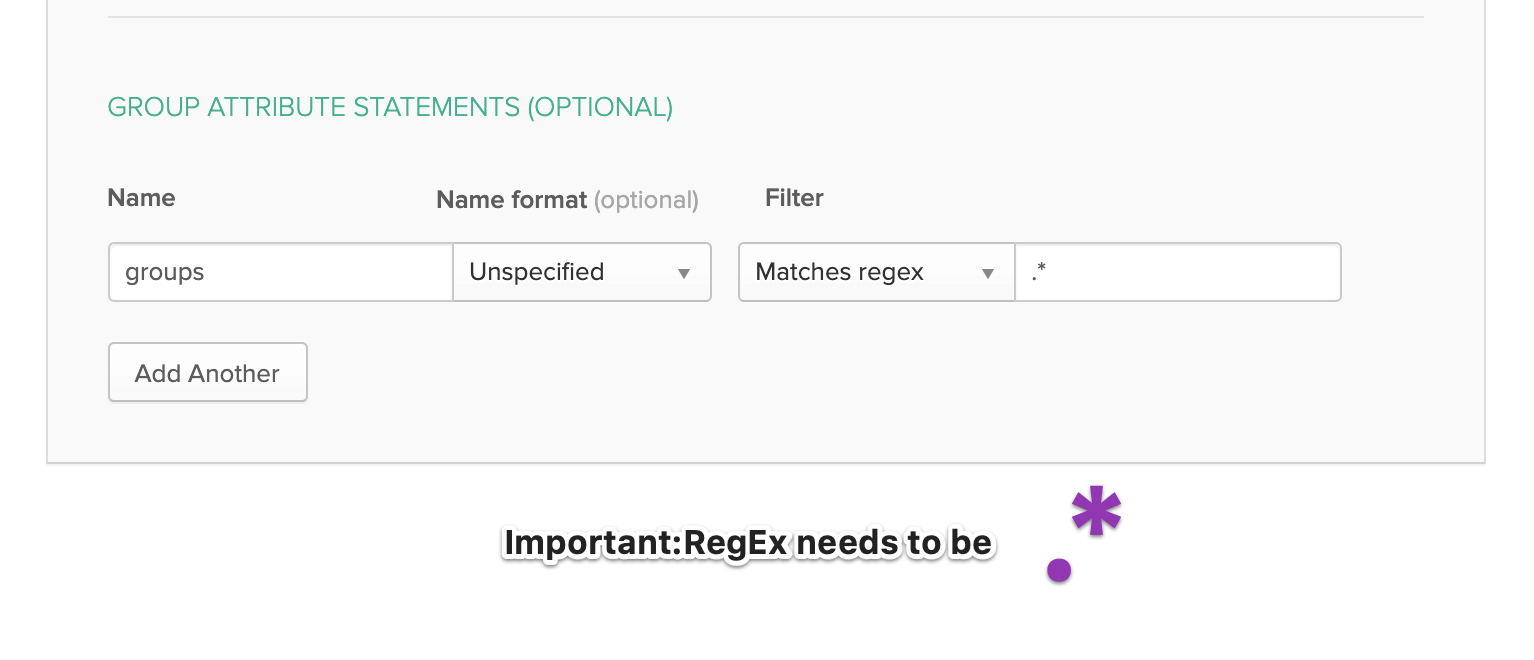 GROUP ATTRIBUTE STATEMENTS (OPTIONAL)
Name Name format (optional) Filter
groups Unspecified Matches regex .*
Add Another
Important:RegEx needs to be .*